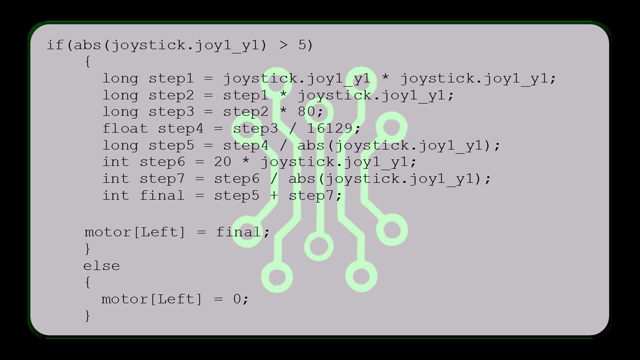 if(abs(joystick.joy1_y1) > 5)
{
long step1 = joystick.joy1_y1 * joystick.joy1_y1;
long step2 = step1 * joystick.joy1_y1;
long step3 = step2 * 80;
float step4 = step3 / 16129;
long step5 = step4 / abs(joystick.joy1_y1);
int step6 = 20 * joystick.joy1_y1;
int step7 = step6 / abs(joystick.joy1_y1);
int final = step5 + step7;
motor[Left] = final;
}
else
{
motor[Left] = 0;
}